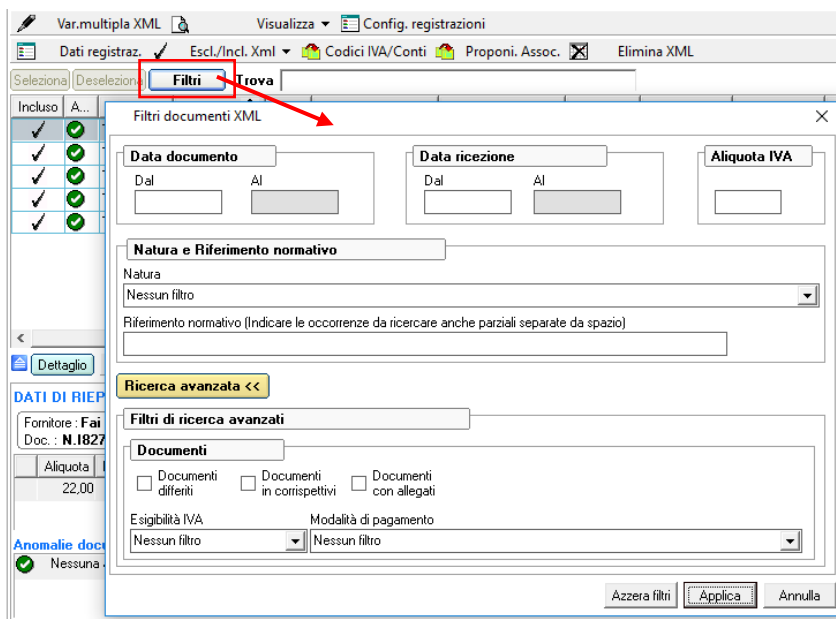 Var.multipla XML Visualizza Config. registrazioni
Dati registraz. Escl./Incl. Xml Codici IVA/Conti Proponi. Assoc. Elimina XML
Seleziona Deseleziona Filtri Trova
Incluso A...
Filtri documenti XML
Data documento Data ricezione Aliquota IVA
Dal Al Dal Al
Natura e Riferimento normativo
Natura
Nessun filtro
Riferimento normativo (Indicare le occorrenze da ricercare anche parziali separate da spazio)
Dettaglio
Ricerca avanzata <<
DATI DI RIEP
Filtri di ricerca avanzati
Fornitore : Fai
Doc. : N.I827
Documenti
Aliquota
22,00
Documenti differiti Documenti in corrispettivi Documenti con allegati
Esigibilità IVA Modalità di pagamento
Nessun filtro Nessun filtro
Anomalie doc
Nessuna
Azzera filtri Applica Annulla